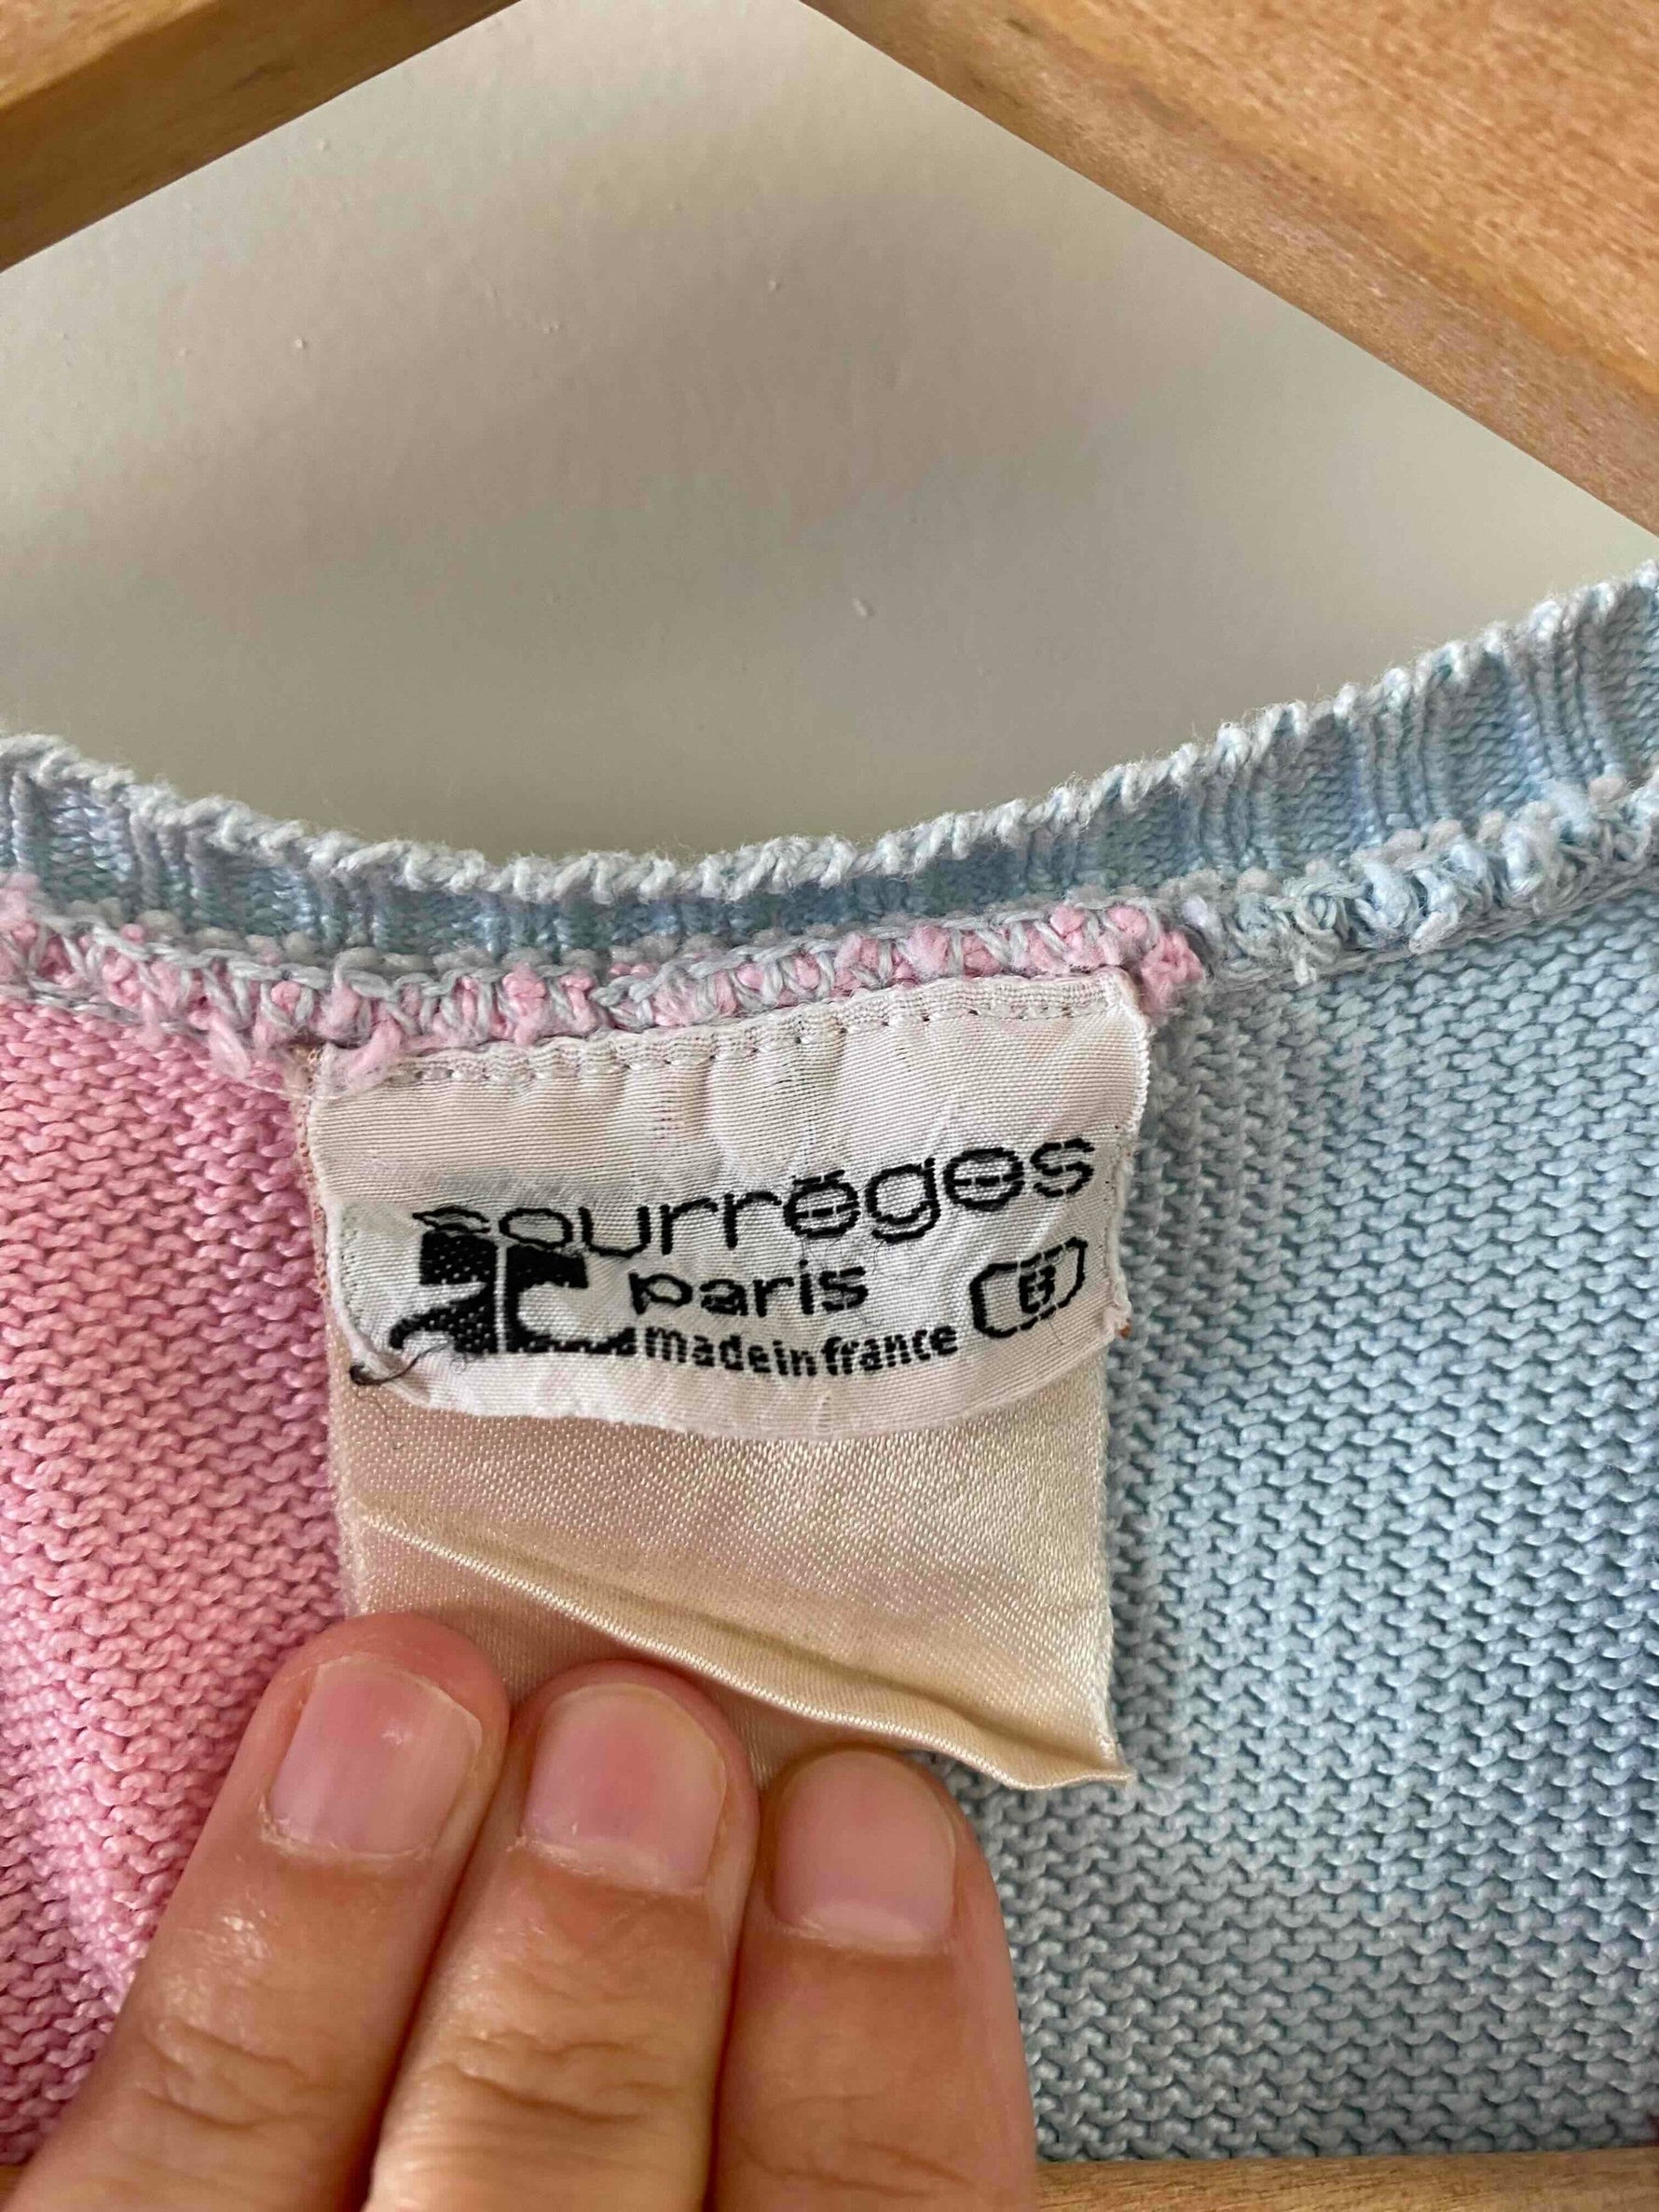 courrèges
paris
made in france
B